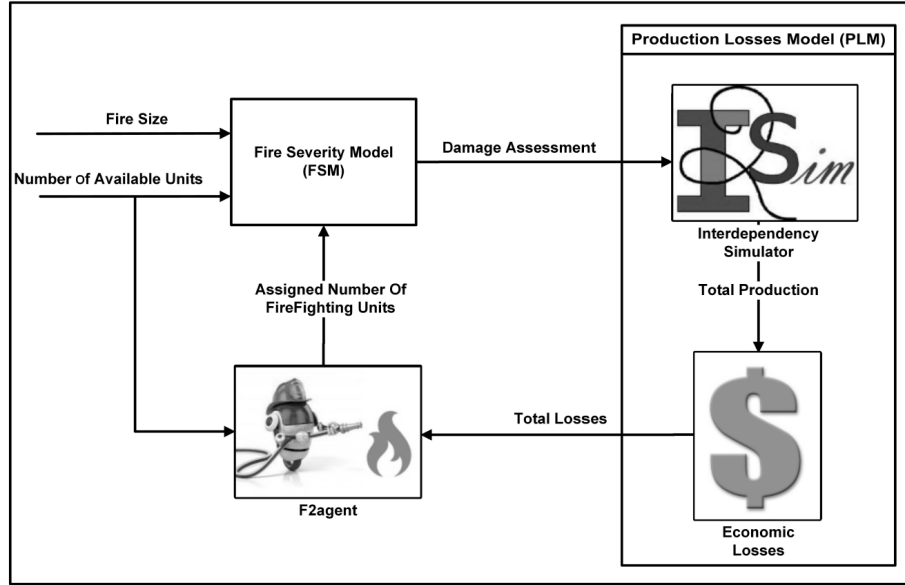 Production Losses Model (PLM)
Fire Size
Number of Available Units
Fire Severity Model
(FSM)
Damage Assessment
I
Sim
Interdependency
Simulator
Assigned Number Of
FireFighting Units
Total Production
Total Losses
$
F2agent
Economic
Losses